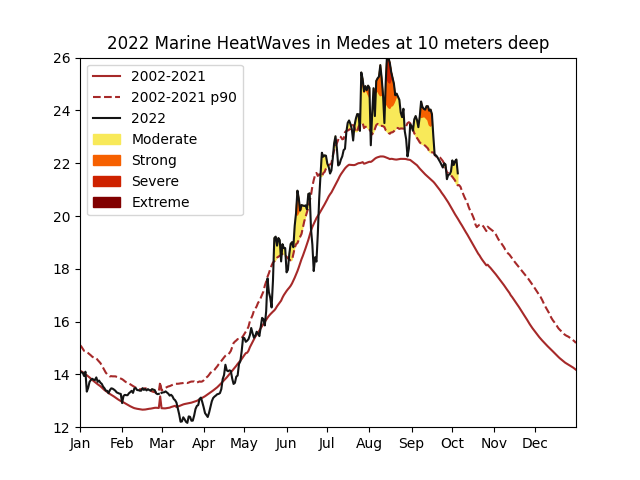 2022 Marine HeatWaves in Medes at 10 meters deep
26
24
22
20
18
16
14
12
2002-2021
2002-2021 p90
2022
Moderate
Strong
Severe
Extreme
Jan Feb Mar Apr May Jun Jul Aug Sep Oct Nov Dec